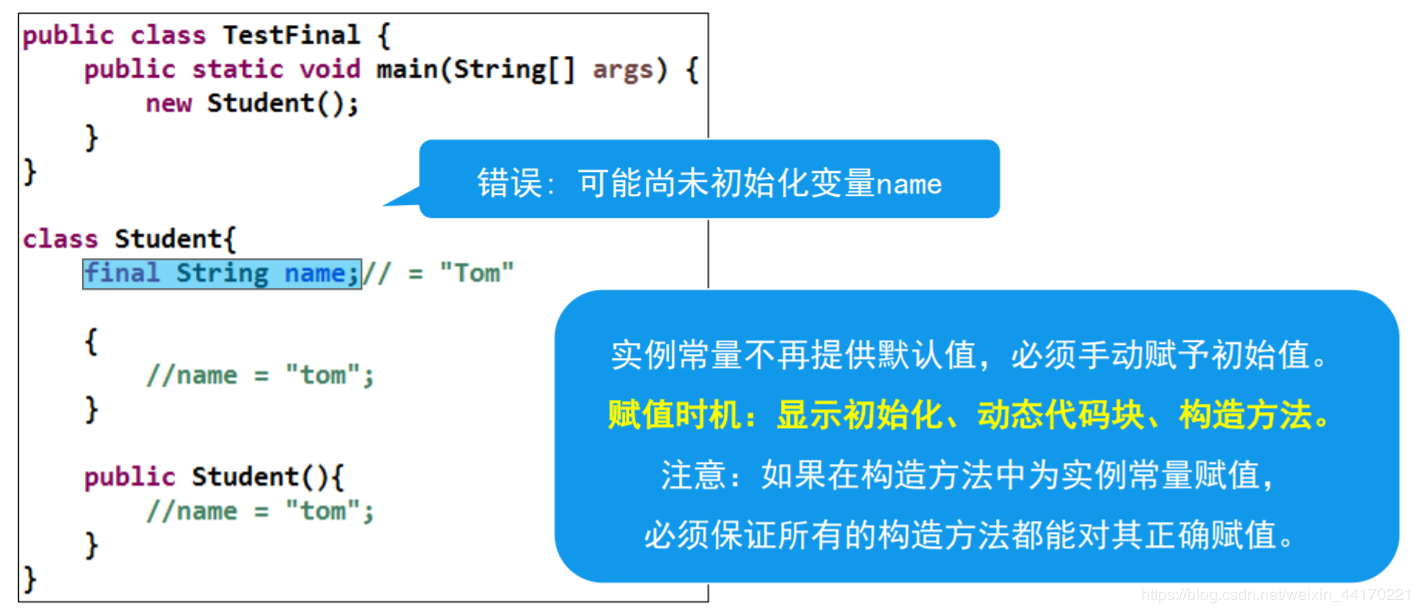 public class TestFinal {
    public static void main(String[] args) {
        new Student();
    }
}
错误: 可能尚未初始化变量name
class Student{
    final String name;// = "Tom"
    {
        //name = "tom";
    }
    public Student(){
        //name = "tom";
    }
}
实例常量不再提供默认值，必须手动赋予初始值。
赋值时机：显示初始化、动态代码块、构造方法。
注意：如果在构造方法中为实例常量赋值，
必须保证所有的构造方法都能对其正确赋值。
https://blog.csdn.net/weixin_44170221